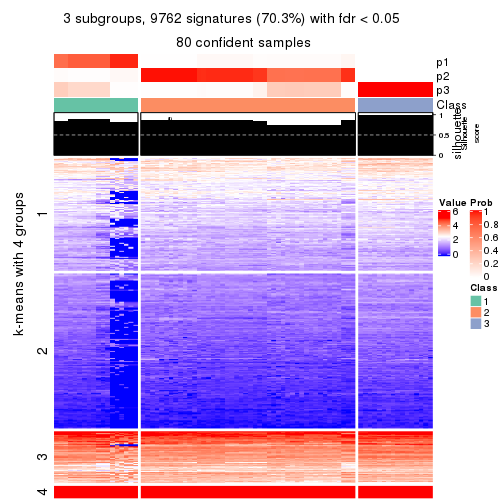 3 subgroups, 9762 signatures (70.3%) with fdr < 0.05
80 confident samples
p1
p2
p3
Class
1
0.5
0
silhouette
Silhouette
score
k-means with 4 groups
1
2
3
4
Value
6
4
2
0
Prob
1
0.8
0.6
0.4
0.2
0
Class
1
2
3